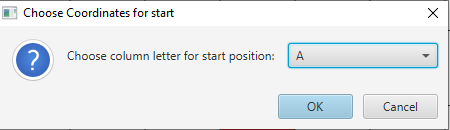 Choose Coordinates for start
Choose column letter for start position: A
OK Cancel